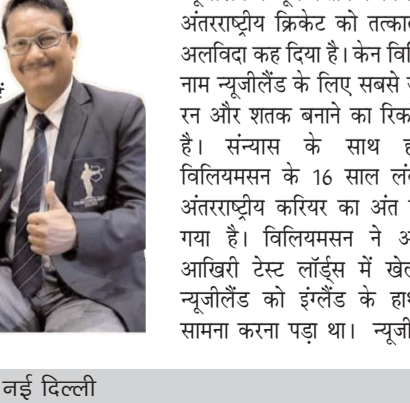 अंतरराष्ट्रीय क्रिकेट को
अलविदा कह दिया है। केन
नाम न्यूजीलैंड के लिए सबसे
रन और शतक बनाने का
है। संन्यास के साथ
विलियमसन के 16 साल
अंतरराष्ट्रीय करियर का अंत
गया है। विलियमसन ने
आखिरी टेस्ट लॉर्ड्स में
न्यूजीलैंड को इंग्लैंड के
सामना करना पड़ा था।
नई दिल्ली